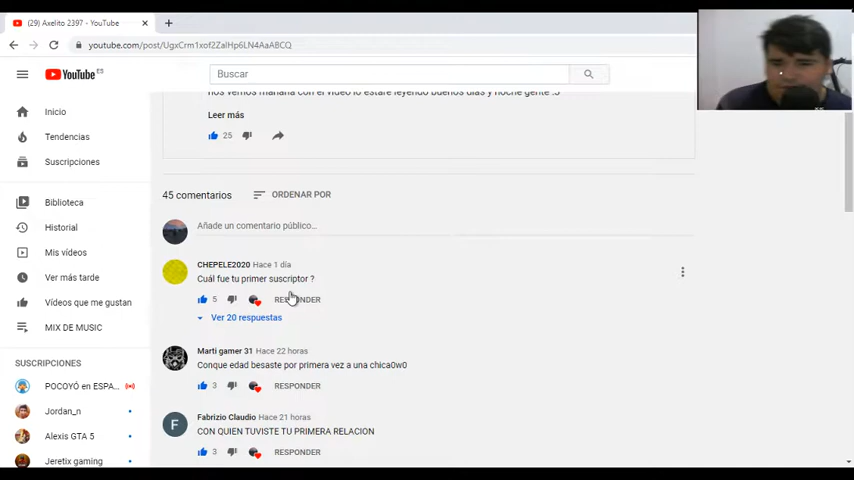 (29) Axelito 2397 - YouTube
youtube.com/post/UgxCrm1xof2ZalHp6LN4AaABCQ
YouTube
Buscar
nos vemos mañana con el video lo estare leyendo buenos dias y noche gente :3
Leer más
25
Inicio
Tendencias
Suscripciones
Biblioteca
Historial
Mis vídeos
Ver más tarde
Vídeos que me gustan
MIX DE MUSIC
SUSCRIPCIONES
POCOYÓ en ESPA...
Jordan_n
Alexis GTA 5
Jeretix gaming
45 comentarios
ORDENAR POR
Añade un comentario público...
CHEPELE2020 Hace 1 día
Cuál fue tu primer suscriptor ?
5 RESPONDER
Ver 20 respuestas
Marti gamer 31 Hace 22 horas
Conque edad besaste por primera vez a una chica0w0
3 RESPONDER
F
Fabrizio Claudio Hace 21 horas
CON QUIEN TUVISTE TU PRIMERA RELACION
3 RESPONDER